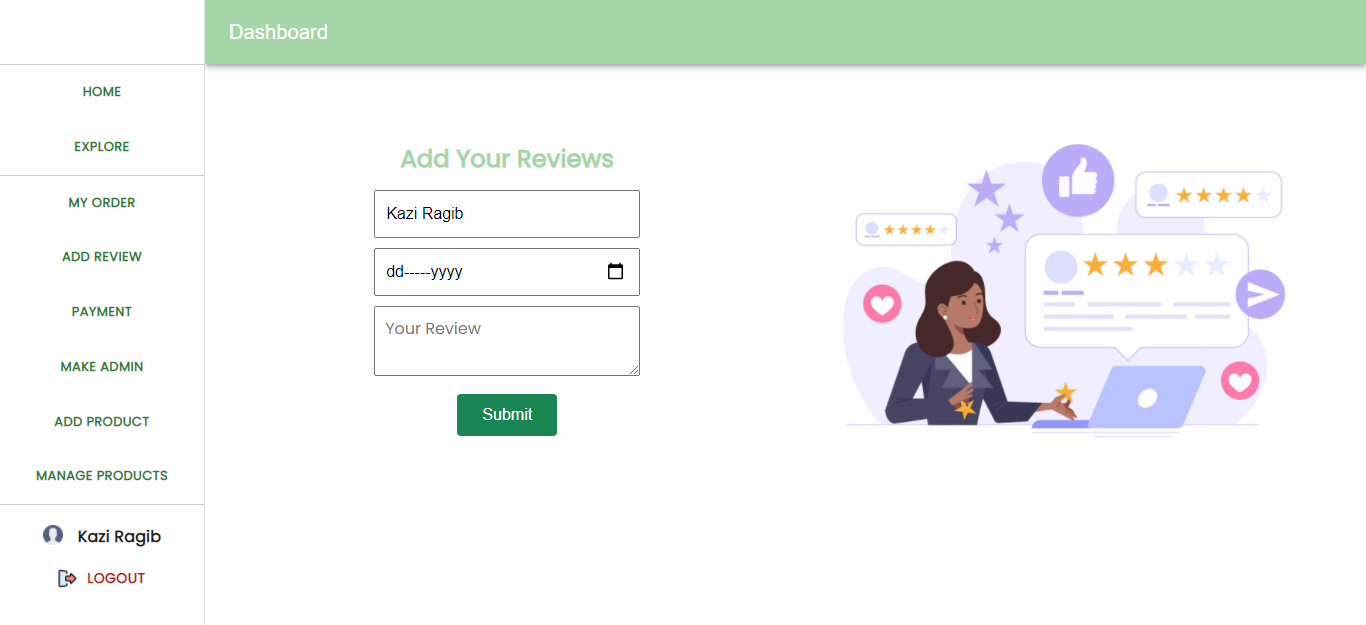 Dashboard
HOME
EXPLORE
MY ORDER
ADD REVIEW
PAYMENT
MAKE ADMIN
ADD PRODUCT
MANAGE PRODUCTS
Kazi Ragib
LOGOUT
Add Your Reviews
Kazi Ragib
dd-----yyyy
Your Review
Submit